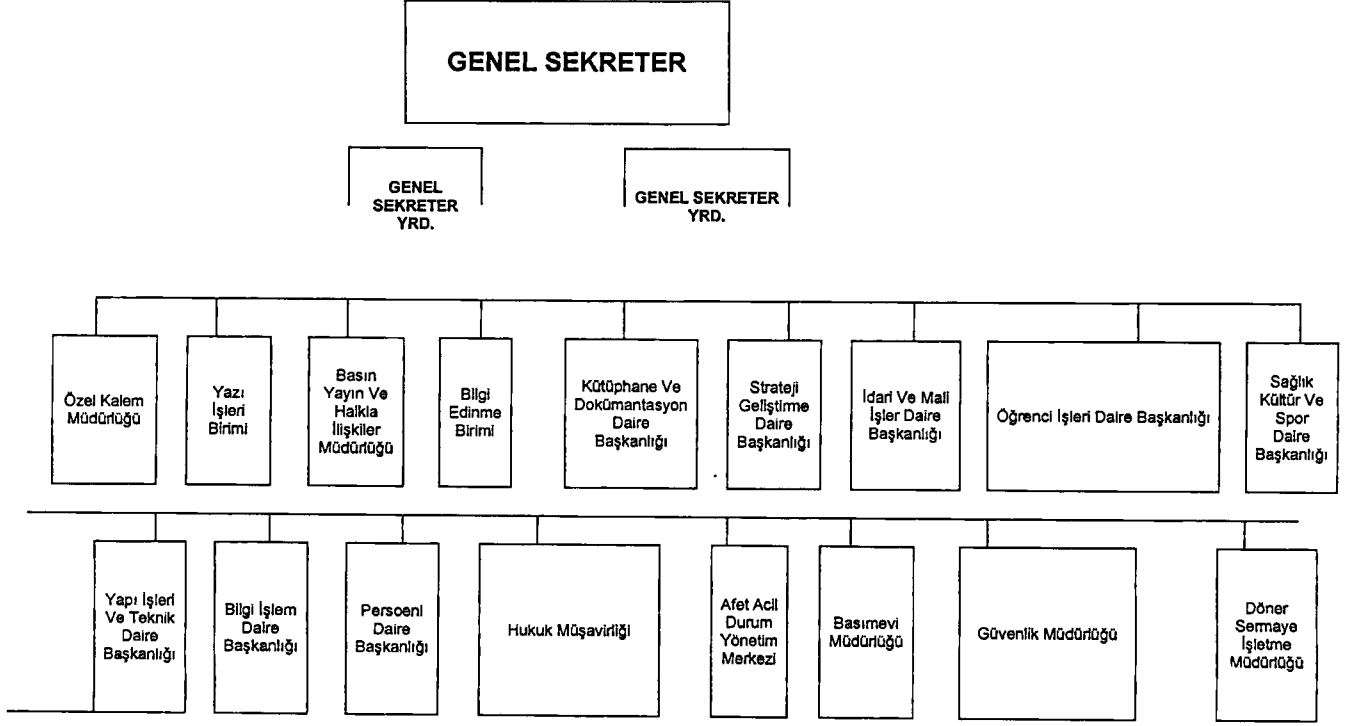 GENEL SEKRETER
GENEL
SEKRETER
YRD.
GENEL SEKRETER
YRD.
Özel Kalem
Müdürlüğü
Yazı
İşleri
Birimi
Basın
Yayın Ve
Halkla
İlişkiler
Müdürlüğü
Bilgi
Edinme
Birimi
Kütüphane Ve
Dokümantasyon
Daire
Başkanlığı
Strateji
Geliştirme
Daire
Başkanlığı
İdari Ve Mali
İşler Daire
Başkanlığı
Öğrenci İşleri Daire Başkanlığı
Sağlık
Kültür Ve
Spor
Daire
Başkanlığı
Yapı İşleri
Ve Teknik
Daire
Başkanlığı
Bilgi İşlem
Daire
Başkanlığı
Persoenl
Daire
Başkanlığı
Hukuk Müşavirliği
Afet Acil
Durum
Yönetim
Merkezi
Basımevi
Müdürlüğü
Güvenlik Müdürlüğü
Döner
Sermaye
İşletme
Müdürlüğü